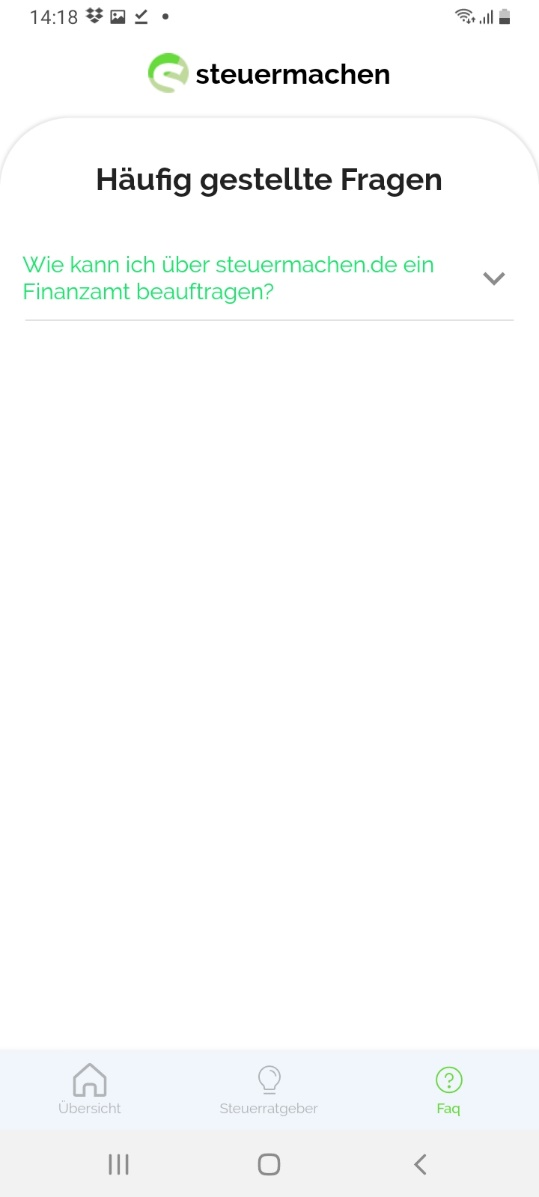 14:18
steuermachen
Häufig gestellte Fragen
Wie kann ich über steuermachen.de ein
Finanzamt beauftragen?
Übersicht
Steuerratgeber
Faq